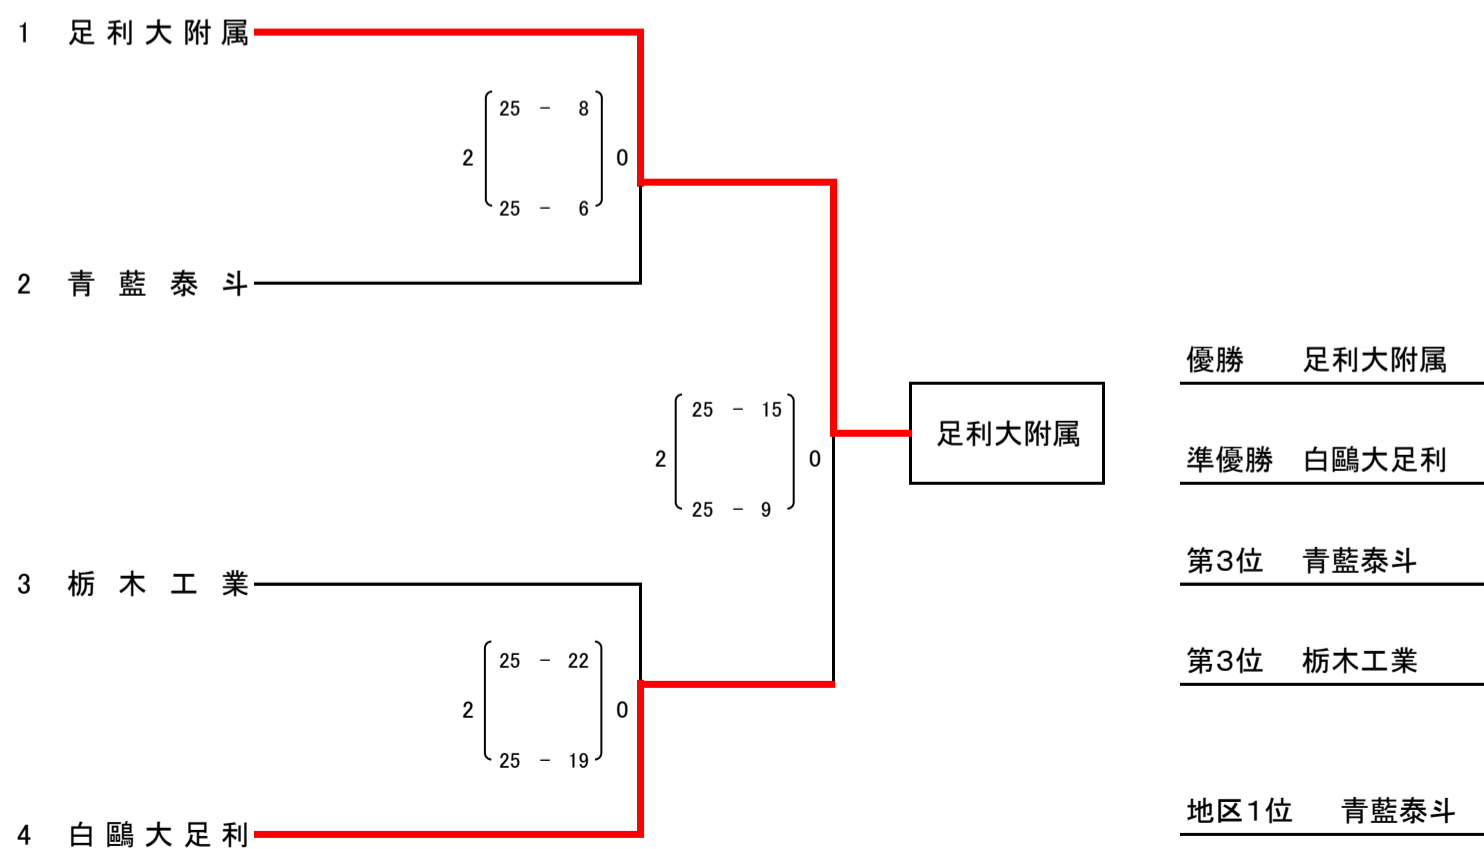 1 足利大附属
25 - 8
2 0
25 - 6
2 青藍泰斗
優勝 足利大附属
25 - 15
足利大附属
2 0
準優勝 白鷗大足利
25 - 9
第3位 青藍泰斗
3 栃木工業
25 - 22
第3位 栃木工業
2 0
25 - 19
地区1位 青藍泰斗
4 白鷗大足利